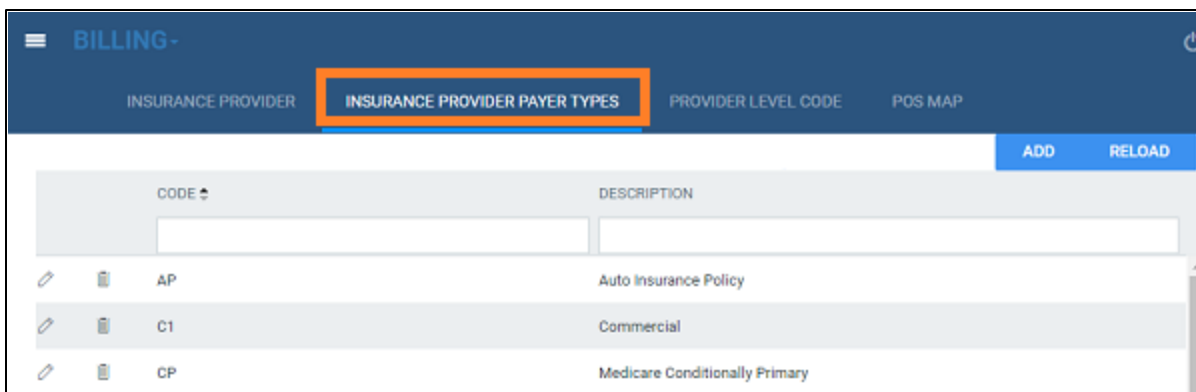 BILLING-
INSURANCE PROVIDER INSURANCE PROVIDER PAYER TYPES PROVIDER LEVEL CODE POS MAP
ADD RELOAD
CODE DESCRIPTION
AP Auto Insurance Policy
C1 Commercial
CP Medicare Conditionally Primary